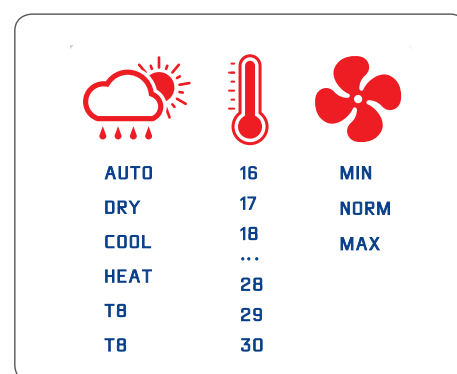 AUTO
DRY
COOL
HEAT
T8
T8
16
17
18
...
28
29
30
MIN
NORM
MAX